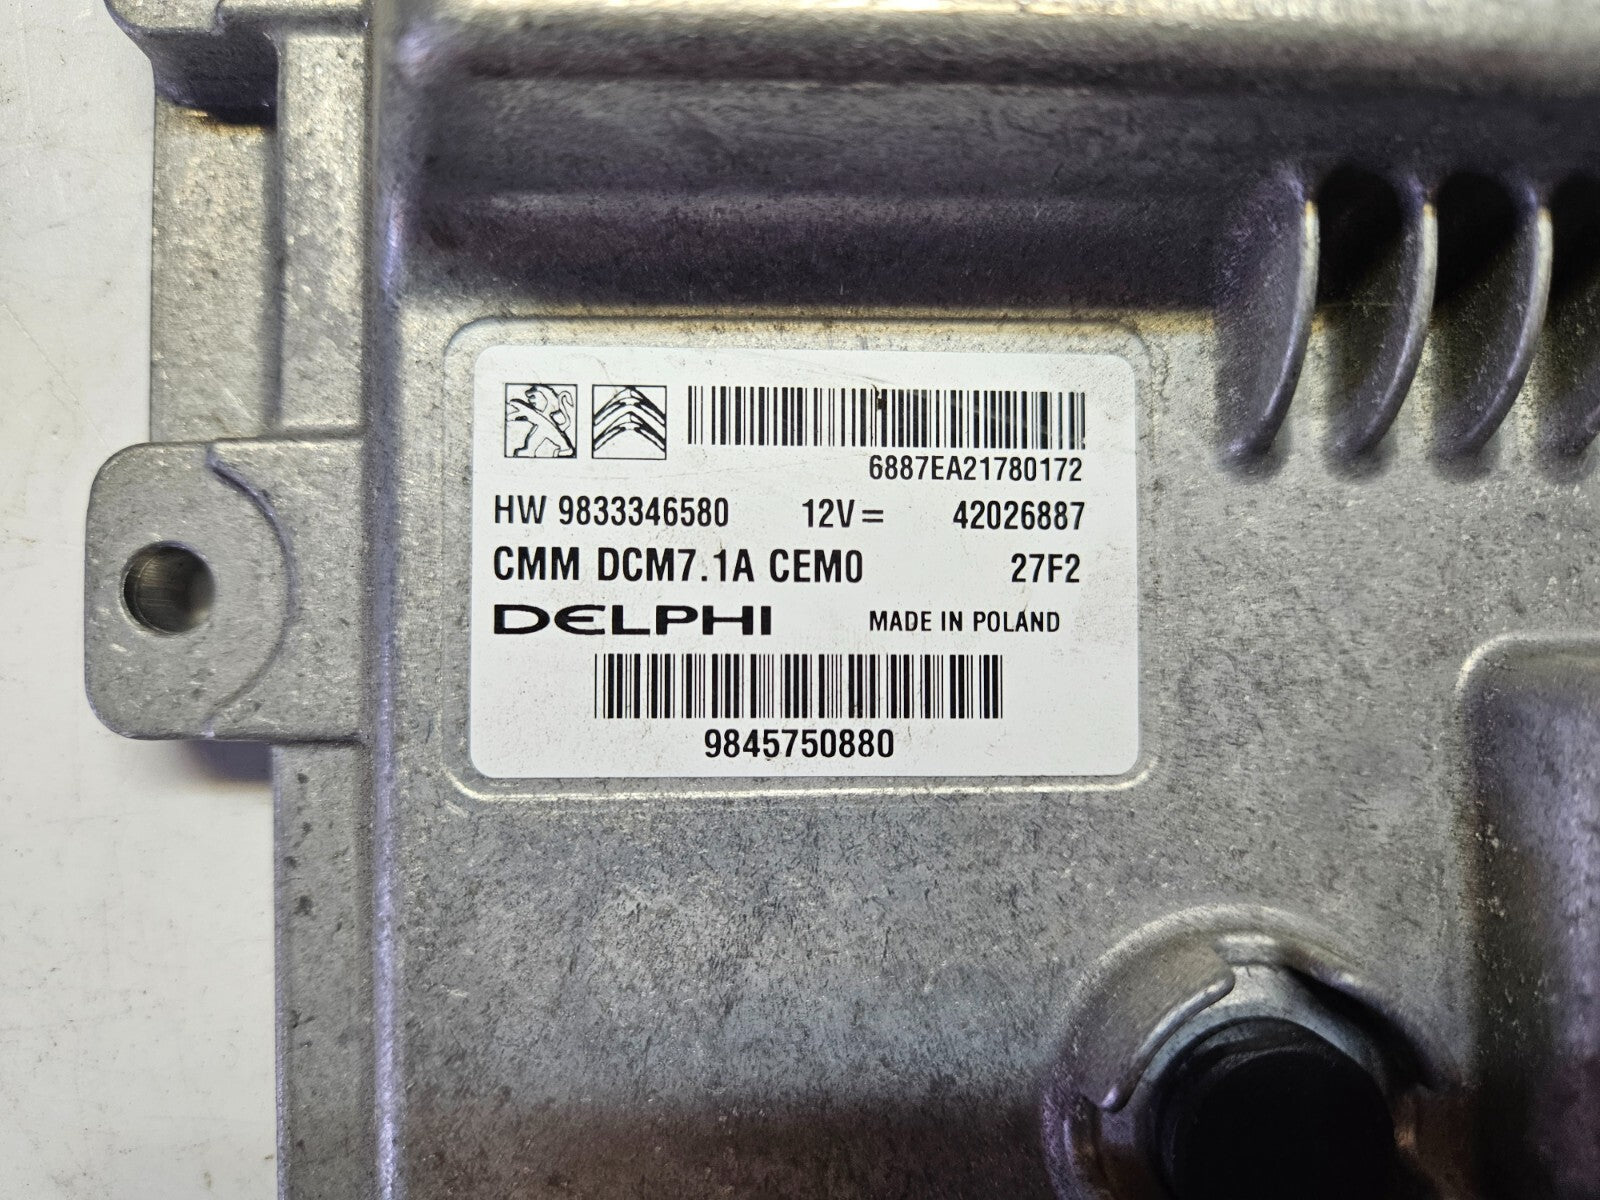 6887EA21780172
HW 9833346580 12V= 42026887
CMM DCM7.1A CEM0 27F2
DELPHI MADE IN POLAND
9845750880